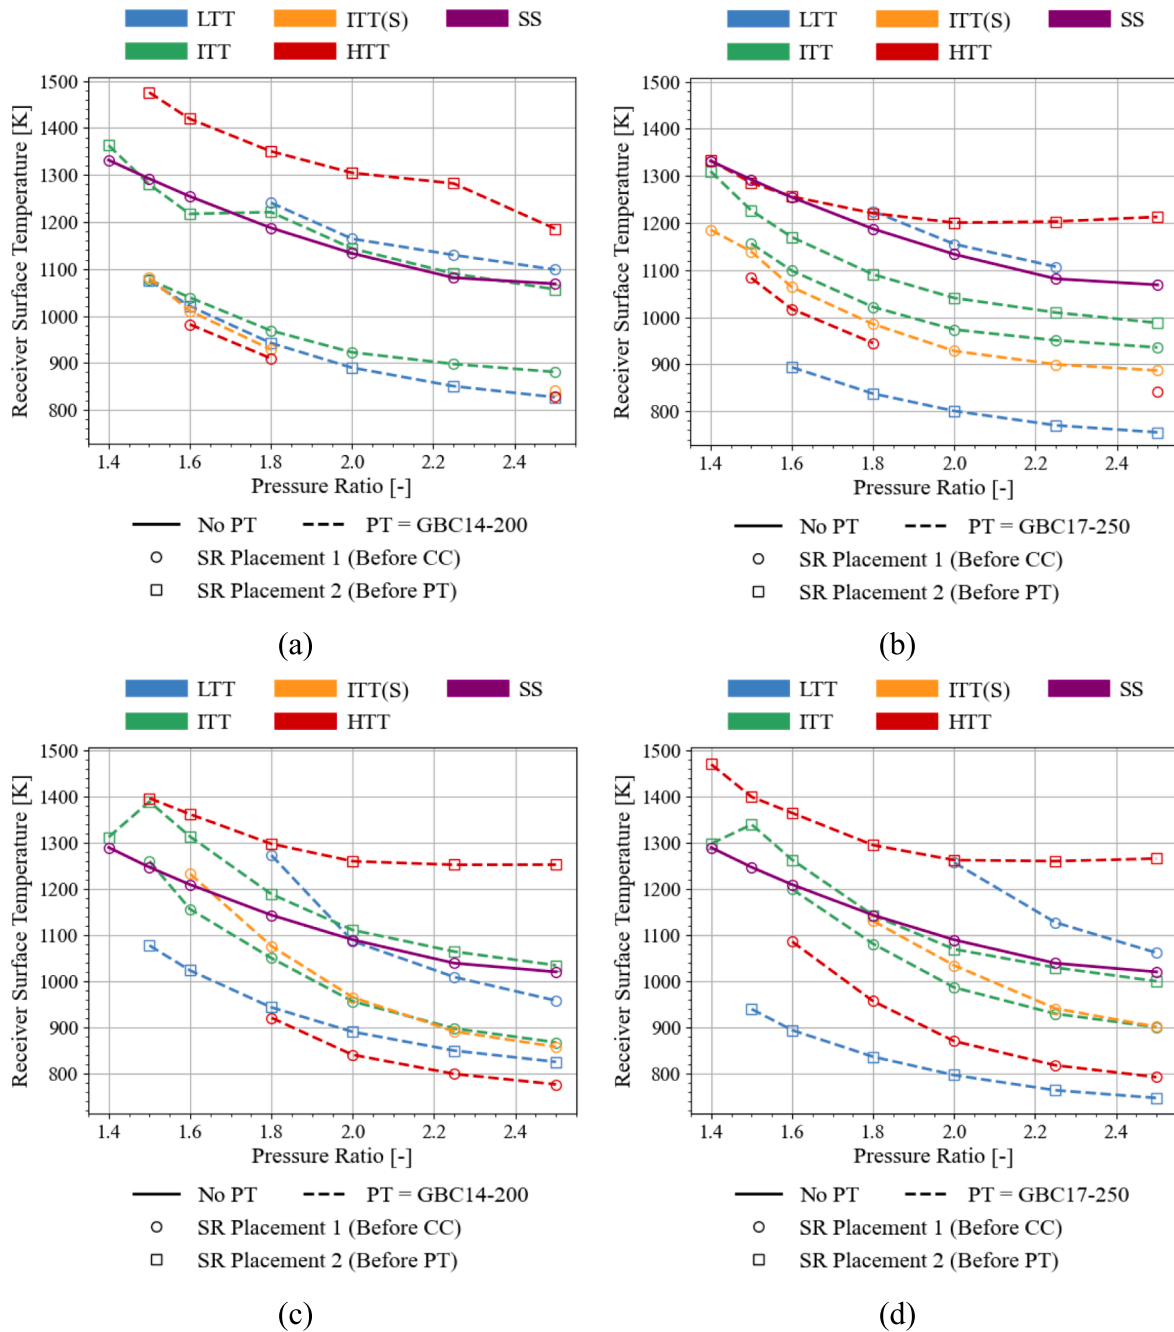 LTT ITT(S) SS
ITT HTT
Receiver Surface Temperature [K]
1500
1400
1300
1200
1100
1000
900
800
1.4 1.6 1.8 2.0 2.2 2.4
Pressure Ratio [-]
No PT PT = GBC14-200
SR Placement 1 (Before CC)
SR Placement 2 (Before PT)
(a)
LTT ITT(S) SS
ITT HTT
Receiver Surface Temperature [K]
1500
1400
1300
1200
1100
1000
900
800
1.4 1.6 1.8 2.0 2.2 2.4
Pressure Ratio [-]
No PT PT = GBC17-250
SR Placement 1 (Before CC)
SR Placement 2 (Before PT)
(b)
LTT ITT(S) SS
ITT HTT
Receiver Surface Temperature [K]
1500
1400
1300
1200
1100
1000
900
800
1.4 1.6 1.8 2.0 2.2 2.4
Pressure Ratio [-]
No PT PT = GBC14-200
SR Placement 1 (Before CC)
SR Placement 2 (Before PT)
(c)
LTT ITT(S) SS
ITT HTT
Receiver Surface Temperature [K]
1500
1400
1300
1200
1100
1000
900
800
1.4 1.6 1.8 2.0 2.2 2.4
Pressure Ratio [-]
No PT PT = GBC17-250
SR Placement 1 (Before CC)
SR Placement 2 (Before PT)
(d)